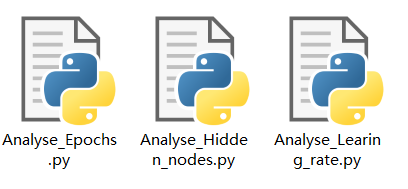 Analyse_Epochs
.py
Analyse_Hidde
n_nodes.py
Analyse_Learin
g_rate.py